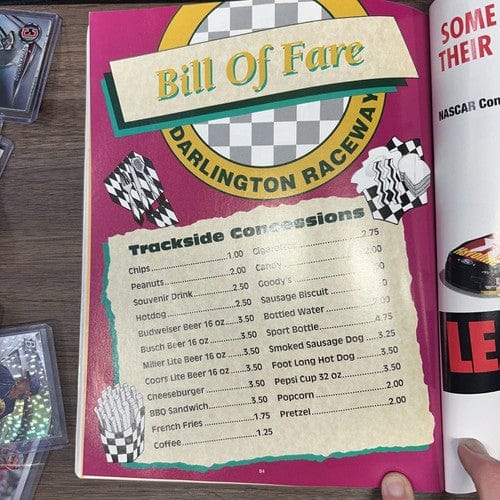 Bill Of Fare
DARLINGTON RACEWAY
Trackside Concessions
Chips..........................1.00
Peanuts......................2.00
Souvenir Drink..........2.50
Hotdog.......................2.50
Budweiser Beer 16 oz....3.50
Busch Beer 16 oz.......3.50
Miller Lite Beer 16 oz....3.50
Coors Lite Beer 16 oz....3.50
Cheeseburger................3.50
BBQ Sandwich.............3.50
French Fries.................1.75
Coffee..........................1.25
Cigarettes....................2.75
Candy..........................2.00
Goody's
Sausage Biscuit
Bottled Water
Sport Bottle..................4.75
Smoked Sausage Dog....3.25
Foot Long Hot Dog.......3.50
Pepsi Cup 32 oz............3.50
Popcorn........................2.00
Pretzel..........................2.00
64
SOME
THEIR
NASCAR
LE